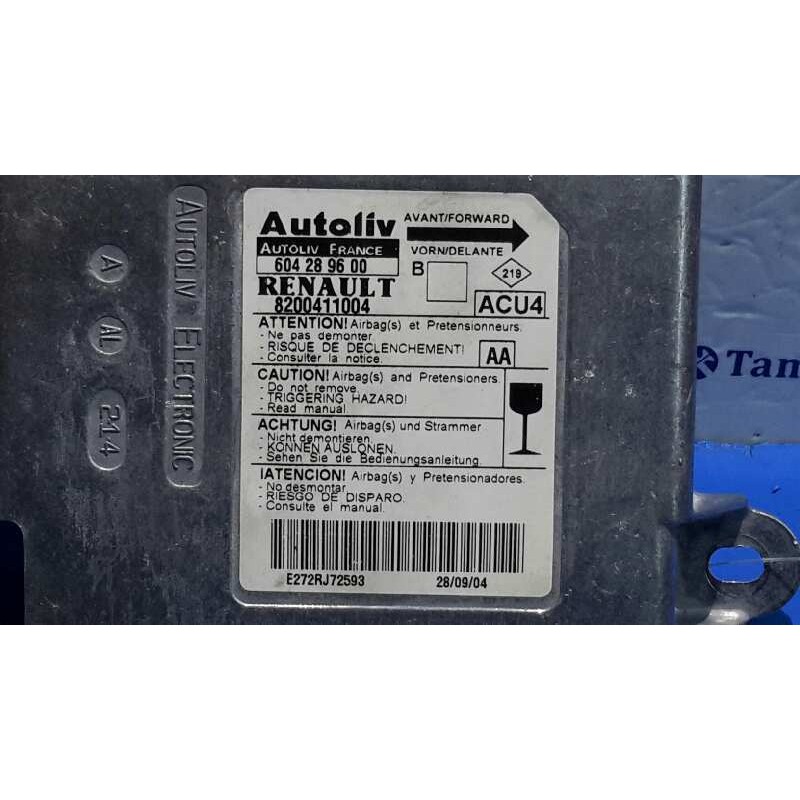 AUTOLIV ELECTRONIC
A
AL
214
Autoliv
AUTOLIV FRANCE
604 28 96 00
RENAULT
8200411004
AVANT/FORWARD
VORN/DELANTE
B
219
ACU4
ATTENTION! Airbag(s) et Pretensionneurs.
- Ne pas demonter.
- RISQUE DE DECLENCHEMENT!
- Consulter la notice.
AA
CAUTION! Airbag(s) and Pretensioners.
- Do not remove.
- TRIGGERING HAZARD!
- Read manual.
ACHTUNG! Airbag(s) und Strammer
- Nicht demontieren.
- KONNEN AUSLONEN.
- Sehen Sie die Bedienungsanleitung.
IATENCION! Airbag(s) y Pretensionadores.
- No desmontar.
- RIESGO DE DISPARO.
- Consulte el manual.
E272RJ72593
28/09/04
Tam